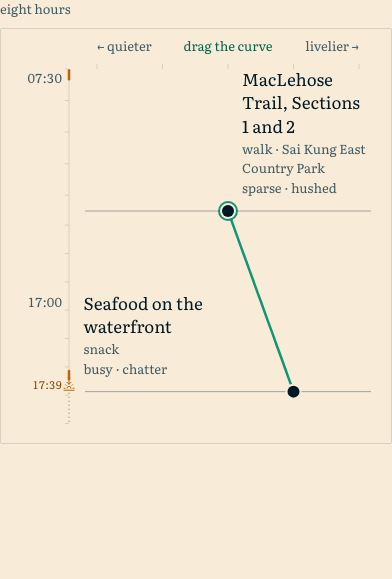 eight hours
← quieter drag the curve livelier →
07:30
MacLehose
Trail, Sections
1 and 2
walk · Sai Kung East
Country Park
sparse · hushed
17:00
Seafood on the
waterfront
snack
busy · chatter
17:39